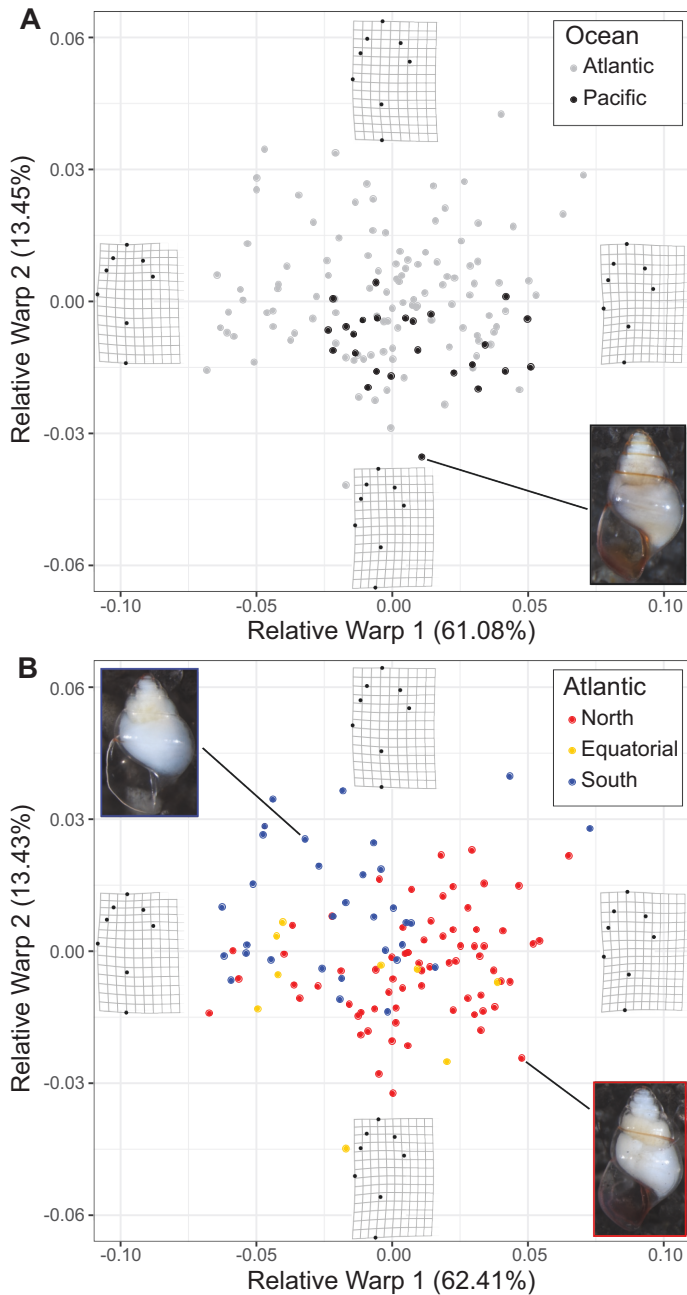 A
Ocean
Atlantic
Pacific
0.06
0.03
0.00
-0.03
-0.06
Relative Warp 2 (13.45%)
-0.10
-0.05
0.00
0.05
0.10
Relative Warp 1 (61.08%)
B
Atlantic
North
Equatorial
South
0.06
0.03
0.00
-0.03
-0.06
Relative Warp 2 (13.43%)
-0.10
-0.05
0.00
0.05
0.10
Relative Warp 1 (62.41%)